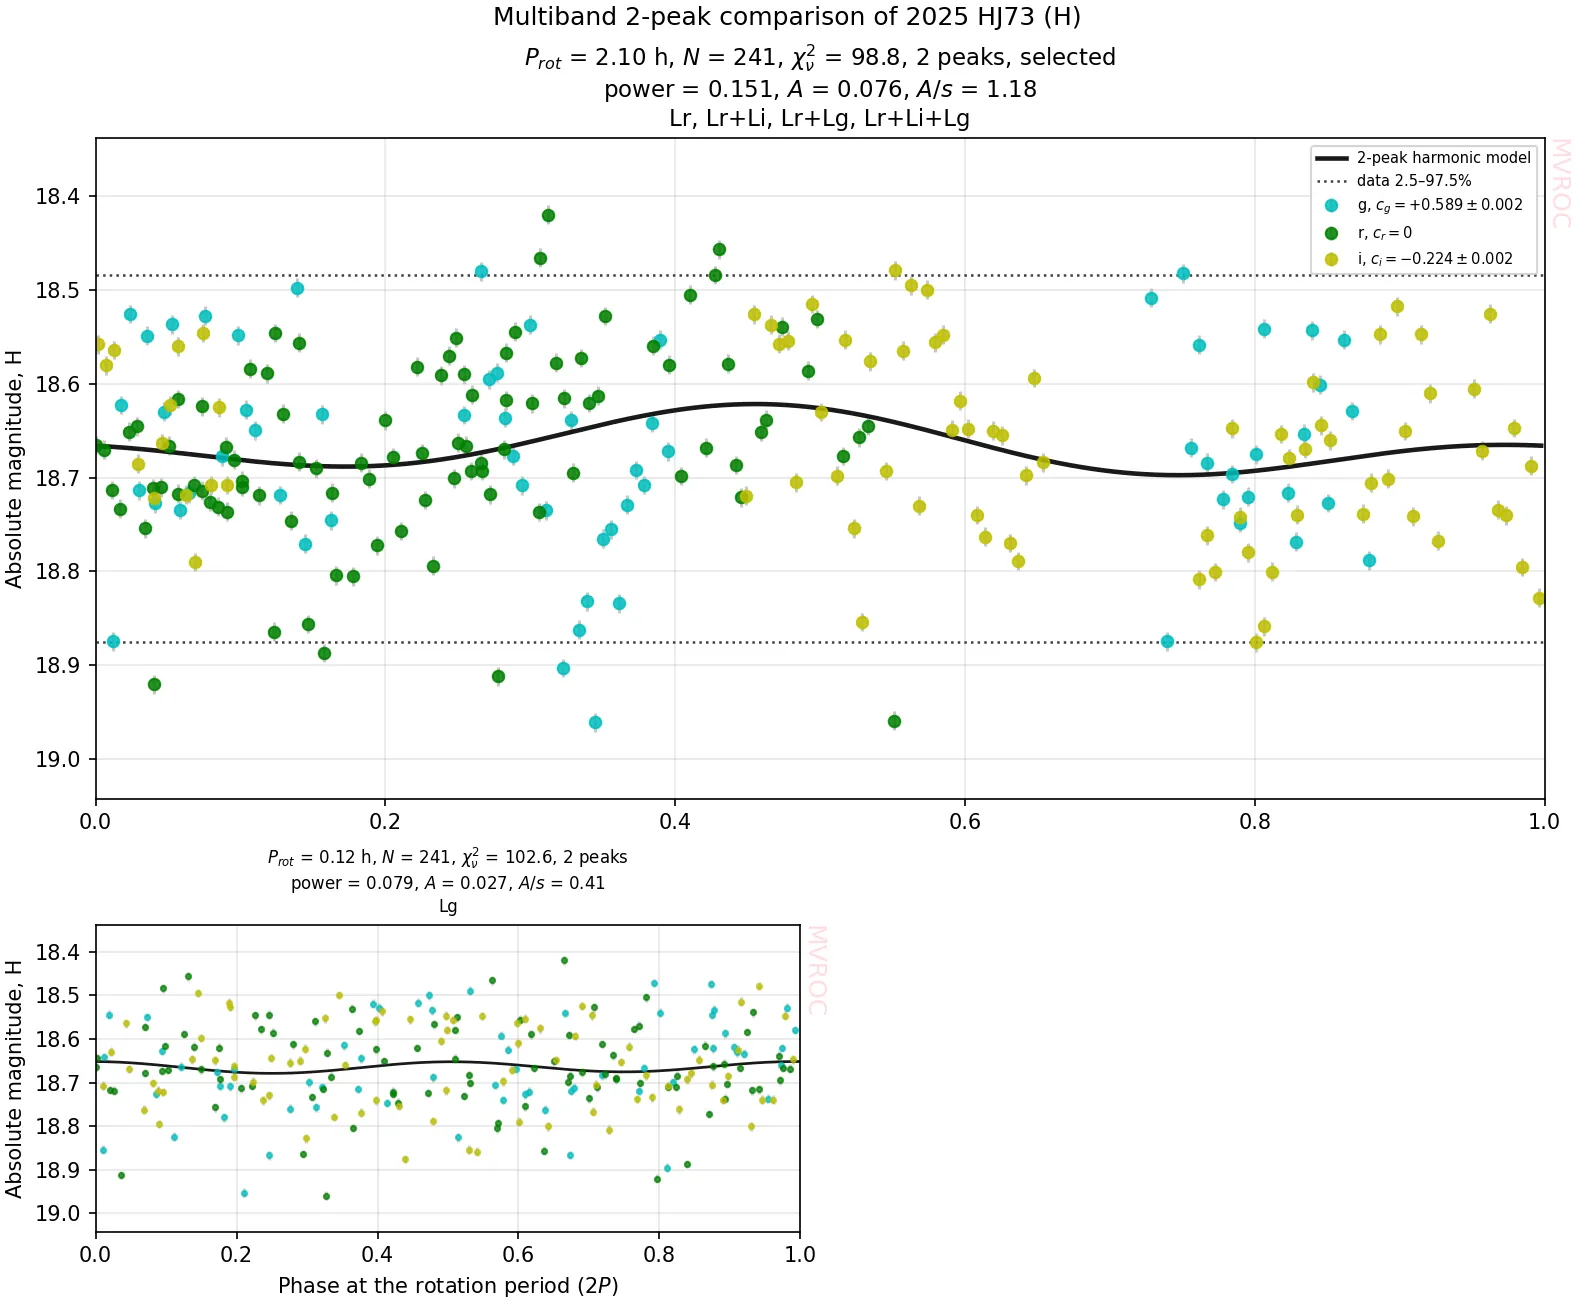 Multiband 2-peak comparison of 2025 HJ73 (H)
P_rot = 2.10 h, N = 241, χ²_ν = 98.8, 2 peaks, selected
power = 0.151, A = 0.076, A/s = 1.18
Lr, Lr+Li, Lr+Lg, Lr+Li+Lg
2-peak harmonic model
data 2.5–97.5%
g, c_g = +0.589 ± 0.002
r, c_r = 0
i, c_i = −0.224 ± 0.002
MVROC
Absolute magnitude, H
18.4
18.5
18.6
18.7
18.8
18.9
19.0
0.0 0.2 0.4 0.6 0.8 1.0
P_rot = 0.12 h, N = 241, χ²_ν = 102.6, 2 peaks
power = 0.079, A = 0.027, A/s = 0.41
Lg
MVROC
Absolute magnitude, H
18.4
18.5
18.6
18.7
18.8
18.9
19.0
0.0 0.2 0.4 0.6 0.8 1.0
Phase at the rotation period (2P)